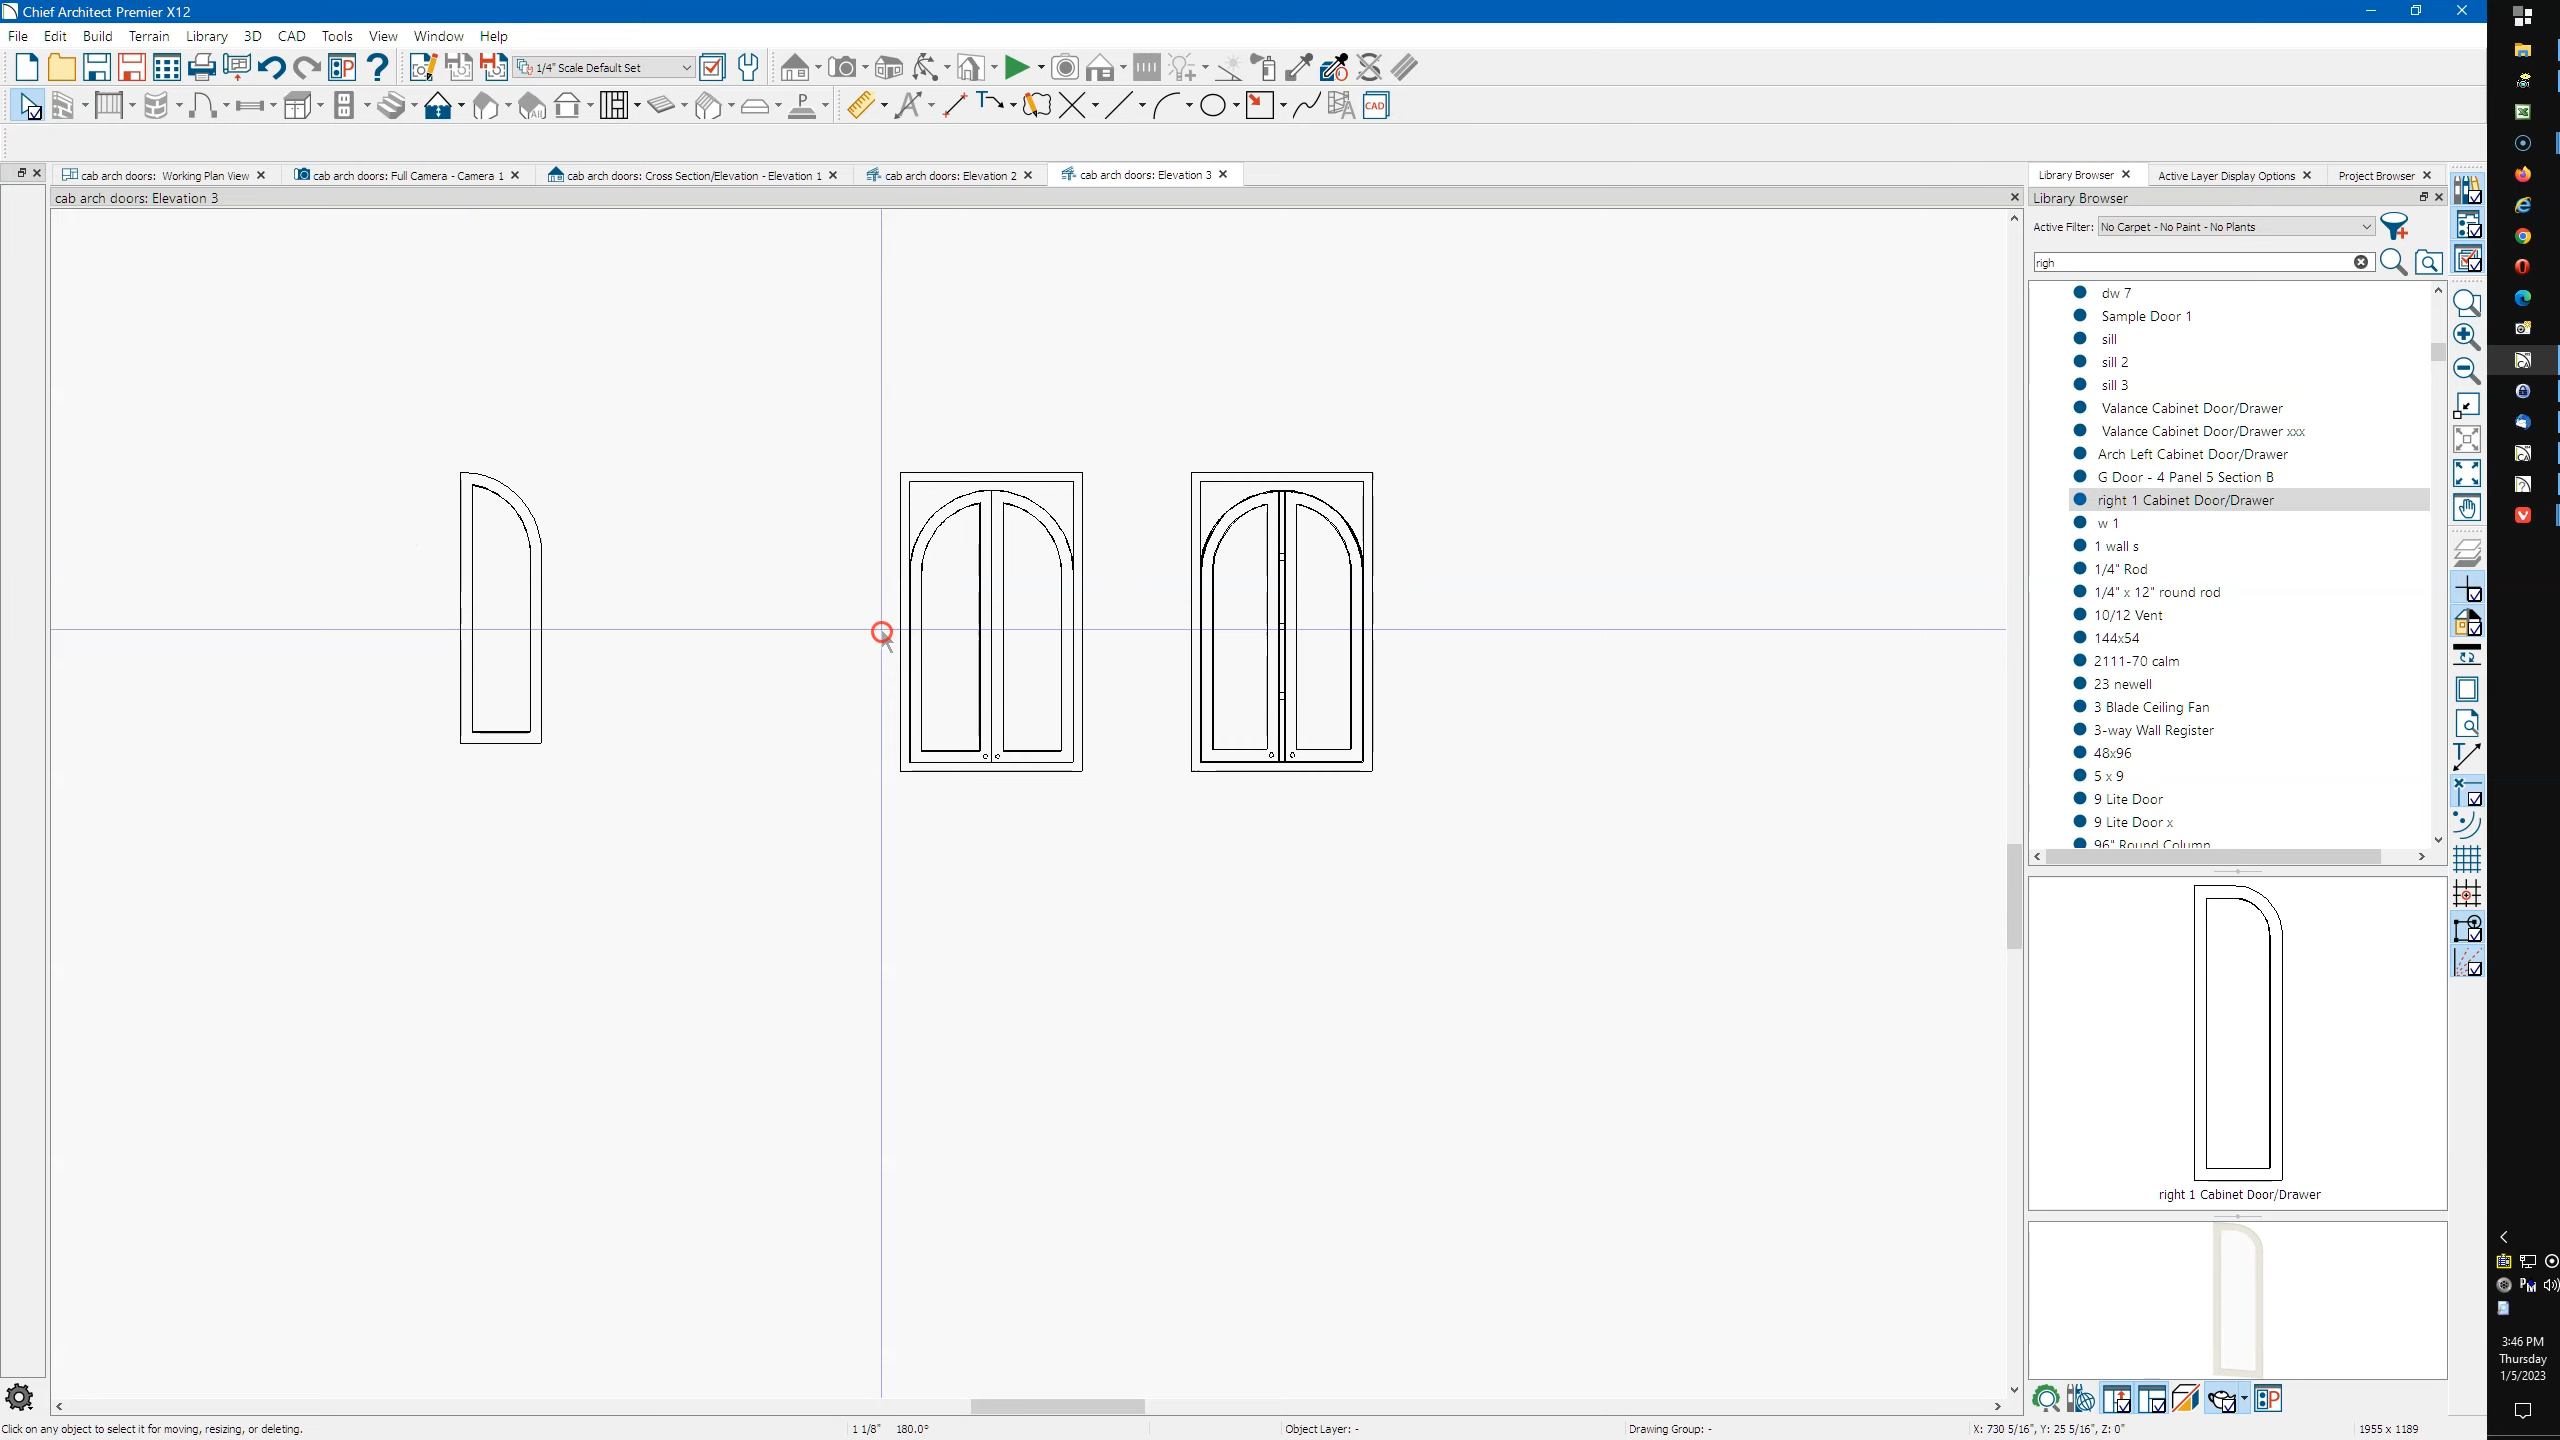 Chief Architect Premier X12
File Edit Build Terrain Library 3D CAD Tools View Window Help
1/4" Scale Default Set
All
CAD
cab arch doors: Working Plan View
cab arch doors: Full Camera - Camera 1
cab arch doors: Cross Section/Elevation - Elevation 1
cab arch doors: Elevation 2
cab arch doors: Elevation 3
Library Browser
Active Layer Display Options
Project Browser
cab arch doors: Elevation 3
Library Browser
Active Filter: No Carpet - No Paint - No Plants
righ
dw 7
Sample Door 1
sill
sill 2
sill 3
Valance Cabinet Door/Drawer
Valance Cabinet Door/Drawer xxx
Arch Left Cabinet Door/Drawer
G Door - 4 Panel 5 Section B
right 1 Cabinet Door/Drawer
w 1
1 wall s
1/4" Rod
1/4" x 12" round rod
10/12 Vent
144x54
2111-70 calm
23 newell
3 Blade Ceiling Fan
3-way Wall Register
48x96
5 x 9
9 Lite Door
9 Lite Door x
96" Round Column
right 1 Cabinet Door/Drawer
3:46 PM
Thursday
1/5/2023
Click on any object to select it for moving, resizing, or deleting.
1 1/8" 180.0°
Object Layer: -
Drawing Group: -
X: 730 5/16", Y: 25 5/16", Z: 0"
1955 x 1189